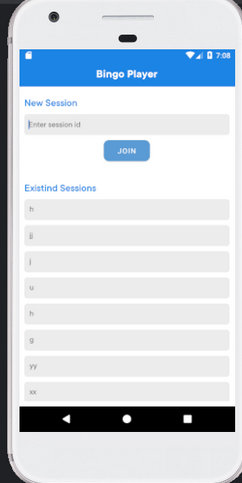 7:08
Bingo Player
New Session
Enter session id
JOIN
Existind Sessions
h
jj
j
u
h
g
yy
xx